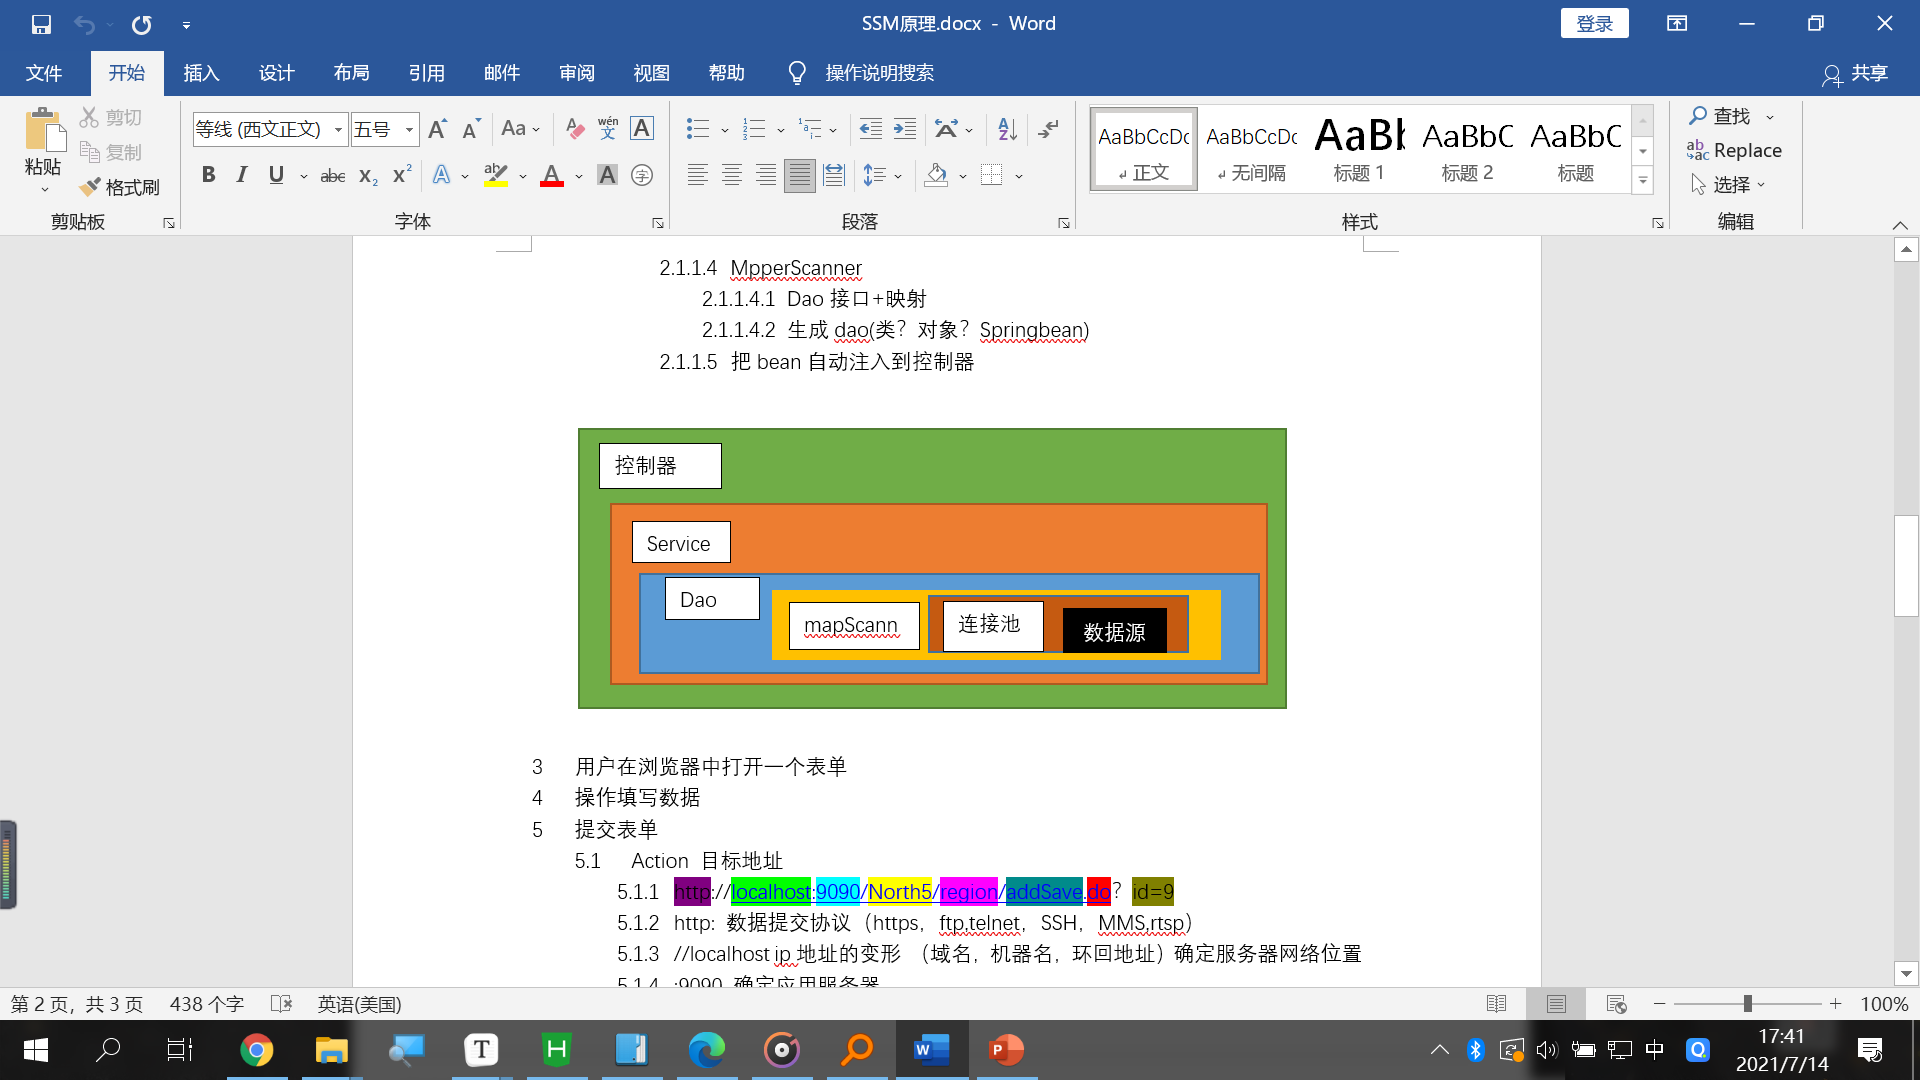 SSM原理.docx - Word
登录
文件 开始 插入 设计 布局 引用 邮件 审阅 视图 帮助 操作说明搜索 共享
粘贴
剪切
复制
格式刷
剪贴板
等线 (西文正文) 五号
字体
段落
AaBbCcDc AaBbCcDc AaBl AaBbC AaBbC
正文 无间隔 标题 1 标题 2 标题
样式
查找
Replace
选择
编辑
2.1.1.4 MpperScanner
2.1.1.4.1 Dao 接口+映射
2.1.1.4.2 生成 dao(类？对象？Springbean)
2.1.1.5 把 bean 自动注入到控制器
控制器
Service
Dao
mapScann
连接池
数据源
3 用户在浏览器中打开一个表单
4 操作填写数据
5 提交表单
5.1 Action 目标地址
5.1.1 http://localhost:9090/North5/region/addSave.do？id=9
5.1.2 http: 数据提交协议（https，ftp,telnet，SSH，MMS,rtsp）
5.1.3 //localhost ip 地址的变形 （域名，机器名，环回地址）确定服务器网络位置
5.1.4 :9090 确定应用服务器
第 2 页，共 3 页 438 个字 英语(美国) 100%
中
17:41
2021/7/14